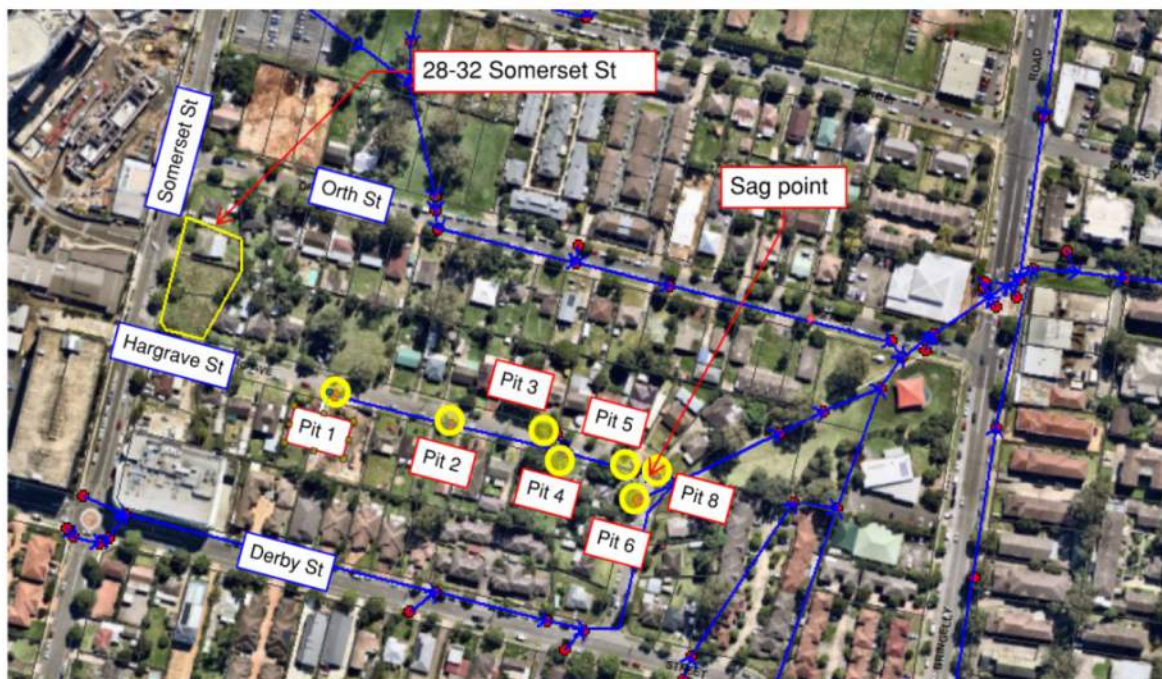 28-32 Somerset St
ROAD
Somerset St
Orth St
Sag point
Hargrave St
Pit 3
Pit 1
Pit 2
Pit 5
Pit 4
Pit 8
Pit 6
Derby St
STREET
BRINGELLY